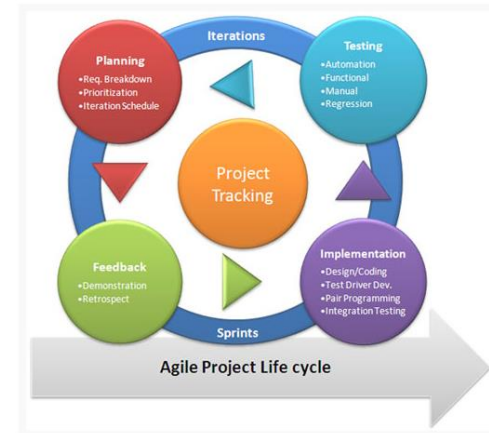 Iterations
Planning
•Req. Breakdown
•Prioritization
•Iteration Schedule
Testing
•Automation
•Functional
•Manual
•Regression
Project
Tracking
Feedback
•Demonstration
•Retrospect
Implementation
•Design/Coding
•Test Driver Dev.
•Pair Programming
•Integration Testing
Sprints
Agile Project Life cycle